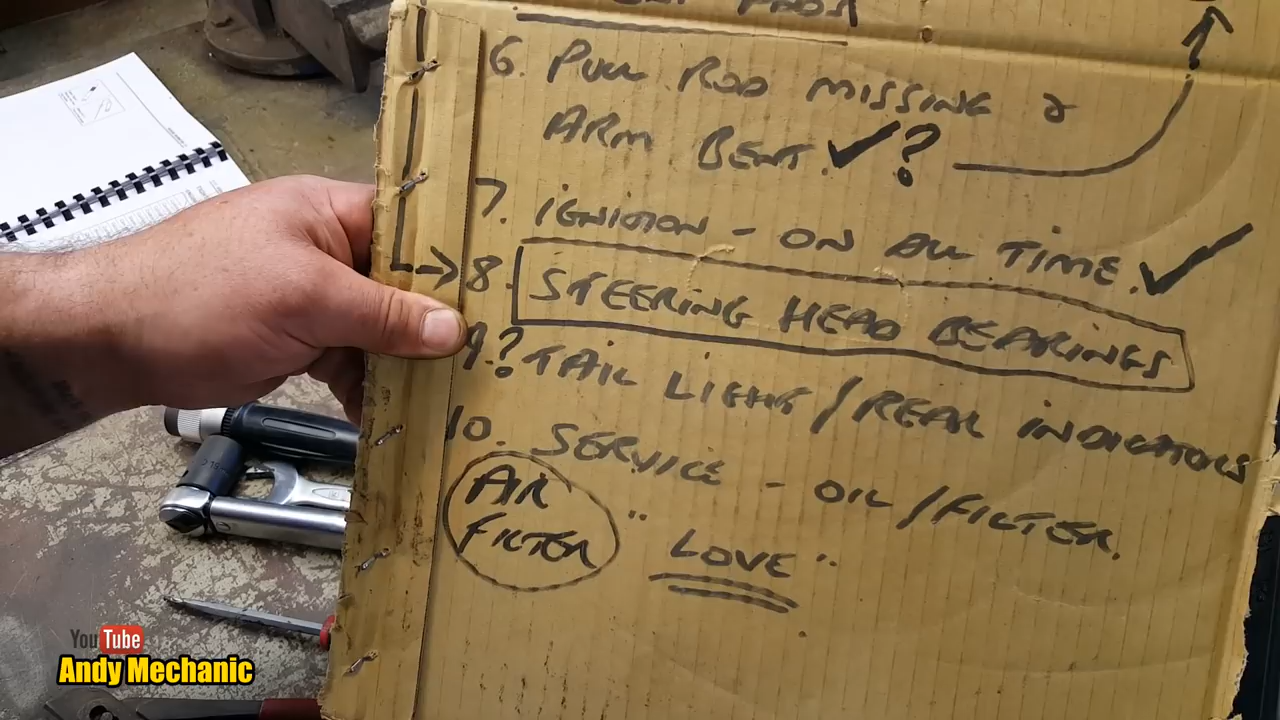 6. PULL ROD MISSING &
ARM BENT. ✓ ?
7. IGNITION - ON ALL TIME. ✓
→ 8. STEERING HEAD BEARINGS
9. ? TAIL LIGHT / REAR INDICATORS
10. SERVICE - OIL / FILTER.
AIR
FILTER
"LOVE"
YouTube
Andy Mechanic